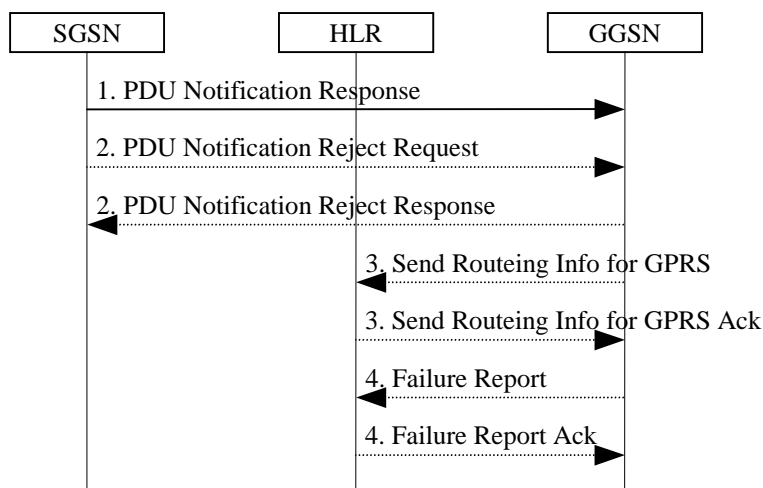 SGSN
HLR
GGSN
1. PDU Notification Response
2. PDU Notification Reject Request
2. PDU Notification Reject Response
3. Send Routeing Info for GPRS
3. Send Routeing Info for GPRS Ack
4. Failure Report
4. Failure Report Ack